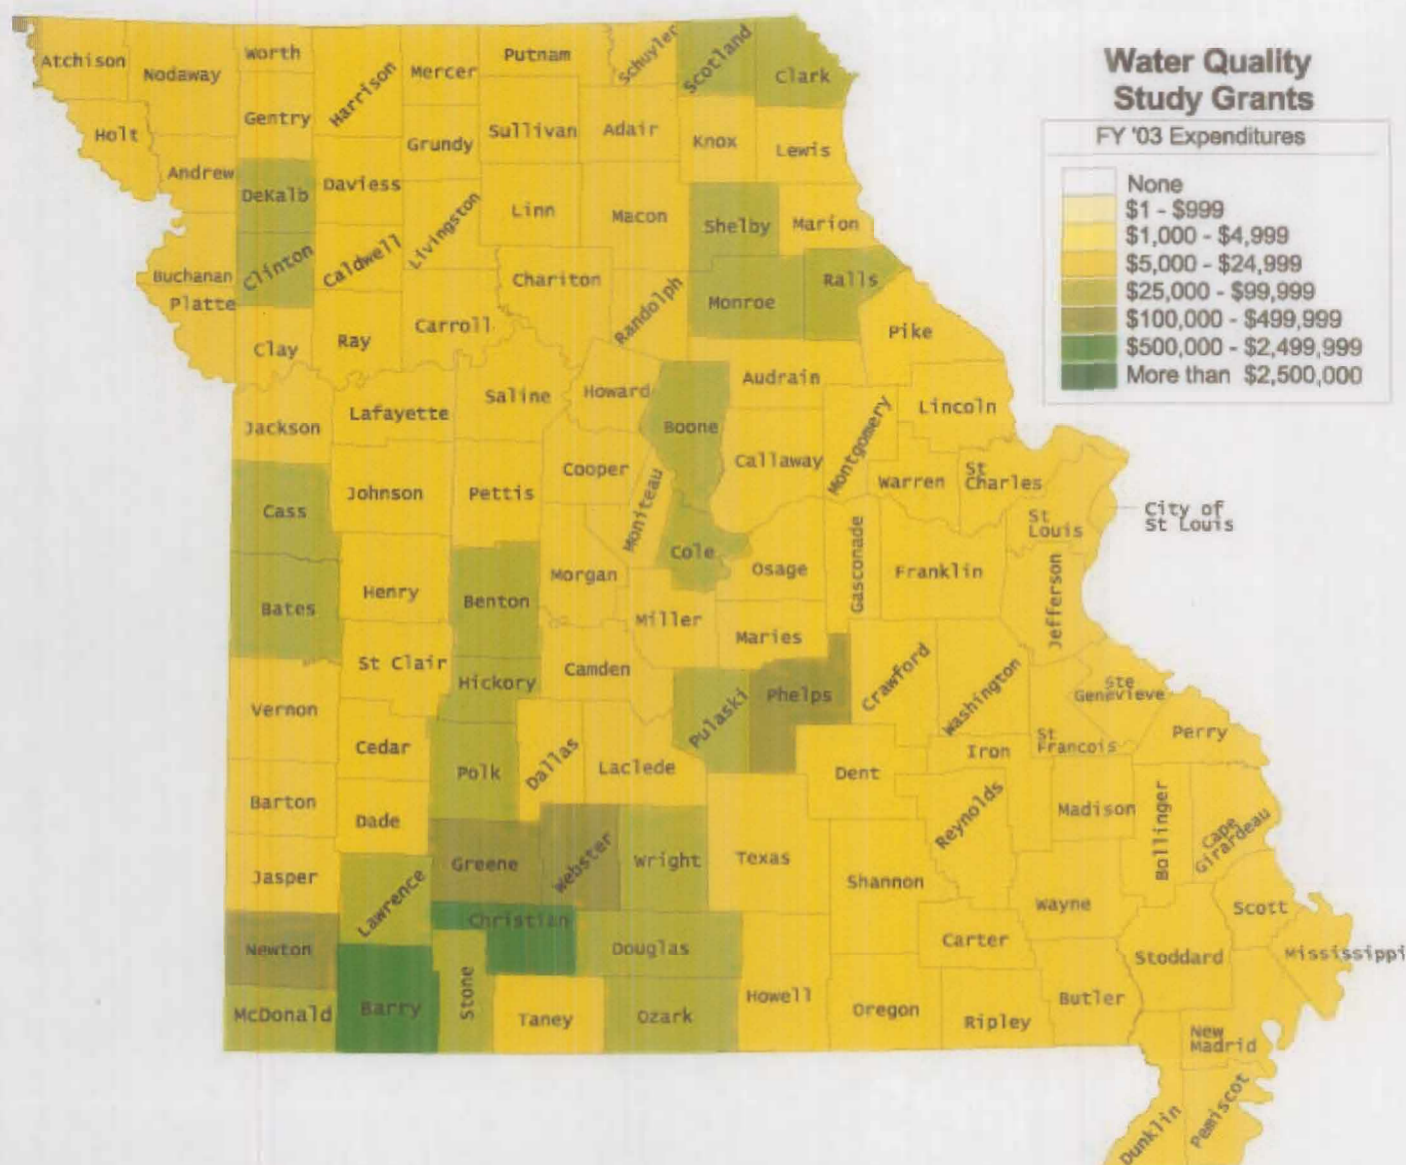 Water Quality
Study Grants
FY '03 Expenditures
None
$1 - $999
$1,000 - $4,999
$5,000 - $24,999
$25,000 - $99,999
$100,000 - $499,999
$500,000 - $2,499,999
More than $2,500,000
Atchison
Nodaway
Worth
Harrison
Mercer
Putnam
Schuyler
Scotland
Clark
Holt
Gentry
Grundy
Sullivan
Adair
Knox
Lewis
Andrew
DeKalb
Daviess
Livingston
Linn
Macon
Shelby
Marion
Buchanan
Clinton
Caldwell
Chariton
Randolph
Monroe
Ralls
Platte
Clay
Ray
Carroll
Pike
Jackson
Lafayette
Saline
Howard
Boone
Audrain
Montgomery
Lincoln
Cass
Johnson
Pettis
Cooper
Moniteau
Callaway
Warren
St
Charles
City of
St Louis
St
Louis
Bates
Henry
Benton
Morgan
Cole
Osage
Gasconade
Franklin
Jefferson
Miller
Maries
St Clair
Hickory
Camden
Pulaski
Phelps
Crawford
Washington
Ste
Genevieve
Vernon
Cedar
Polk
Dallas
Laclede
Dent
Iron
St
Francois
Perry
Barton
Dade
Greene
Webster
Wright
Texas
Reynolds
Madison
Bollinger
Cape
Girardeau
Jasper
Lawrence
Christian
Shannon
Wayne
Scott
Newton
Douglas
Carter
Stoddard
Mississippi
McDonald
Barry
Stone
Taney
Ozark
Howell
Oregon
Ripley
Butler
New
Madrid
Dunklin
Pemiscot